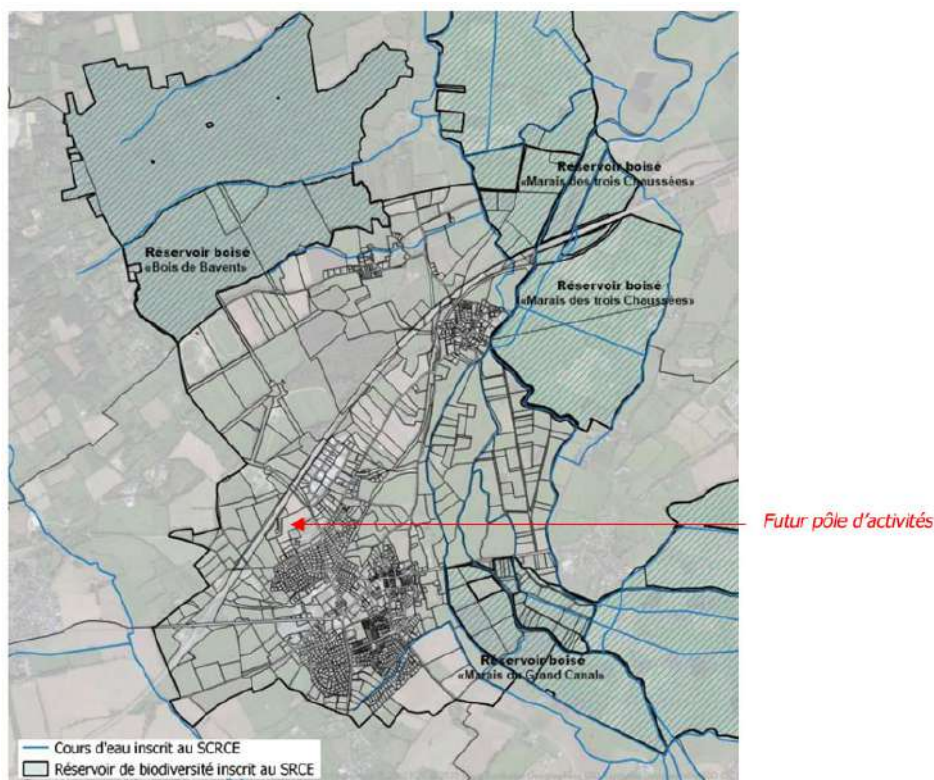 Réservoir boisé
«Marais des trois Chaussées»
Réservoir boisé
«Bois de Bavent»
Réservoir boisé
«Marais des trois Chaussées»
Futur pôle d'activités
Réservoir boisé
«Marais du Grand Canal»
Cours d'eau inscrit au SCRCE
Réservoir de biodiversité inscrit au SRCE